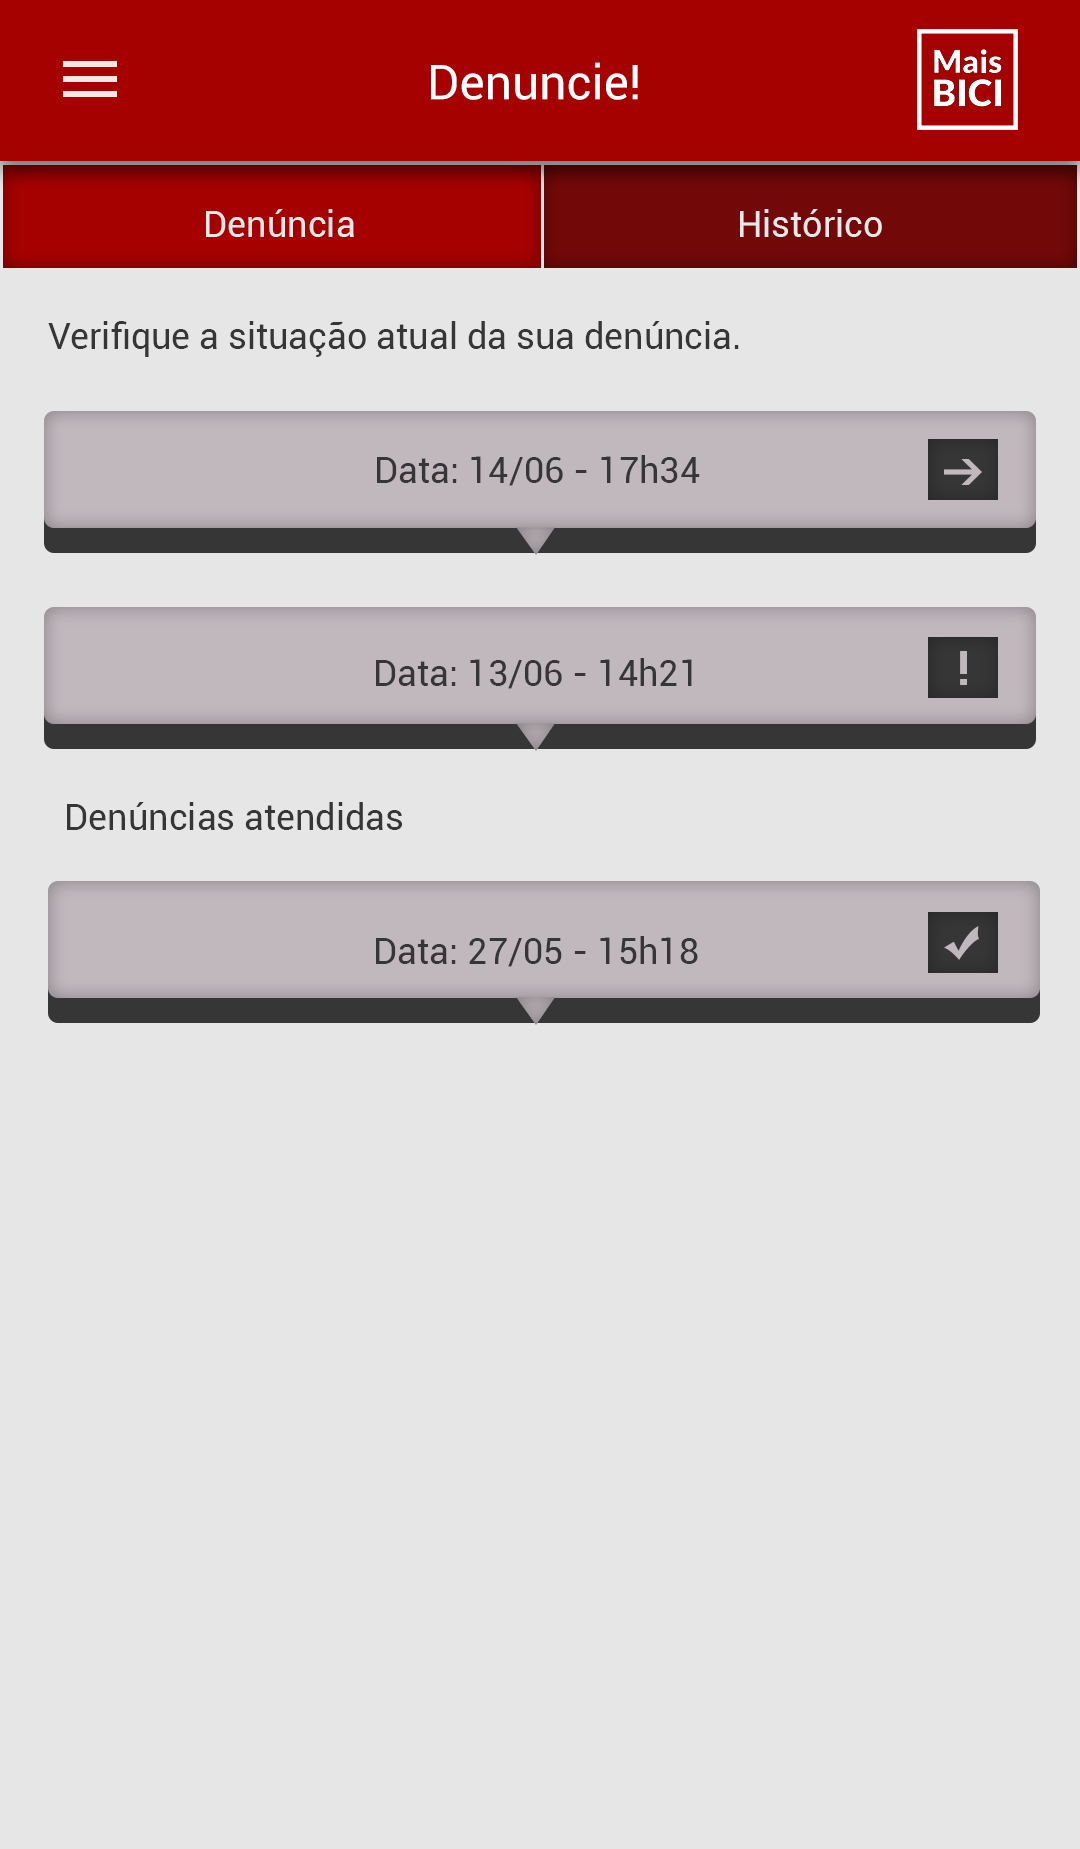 Denuncie!
Mais
BICI
Denúncia
Histórico
Verifique a situação atual da sua denúncia.
Data: 14/06 - 17h34
Data: 13/06 - 14h21
!
Denúncias atendidas
Data: 27/05 - 15h18